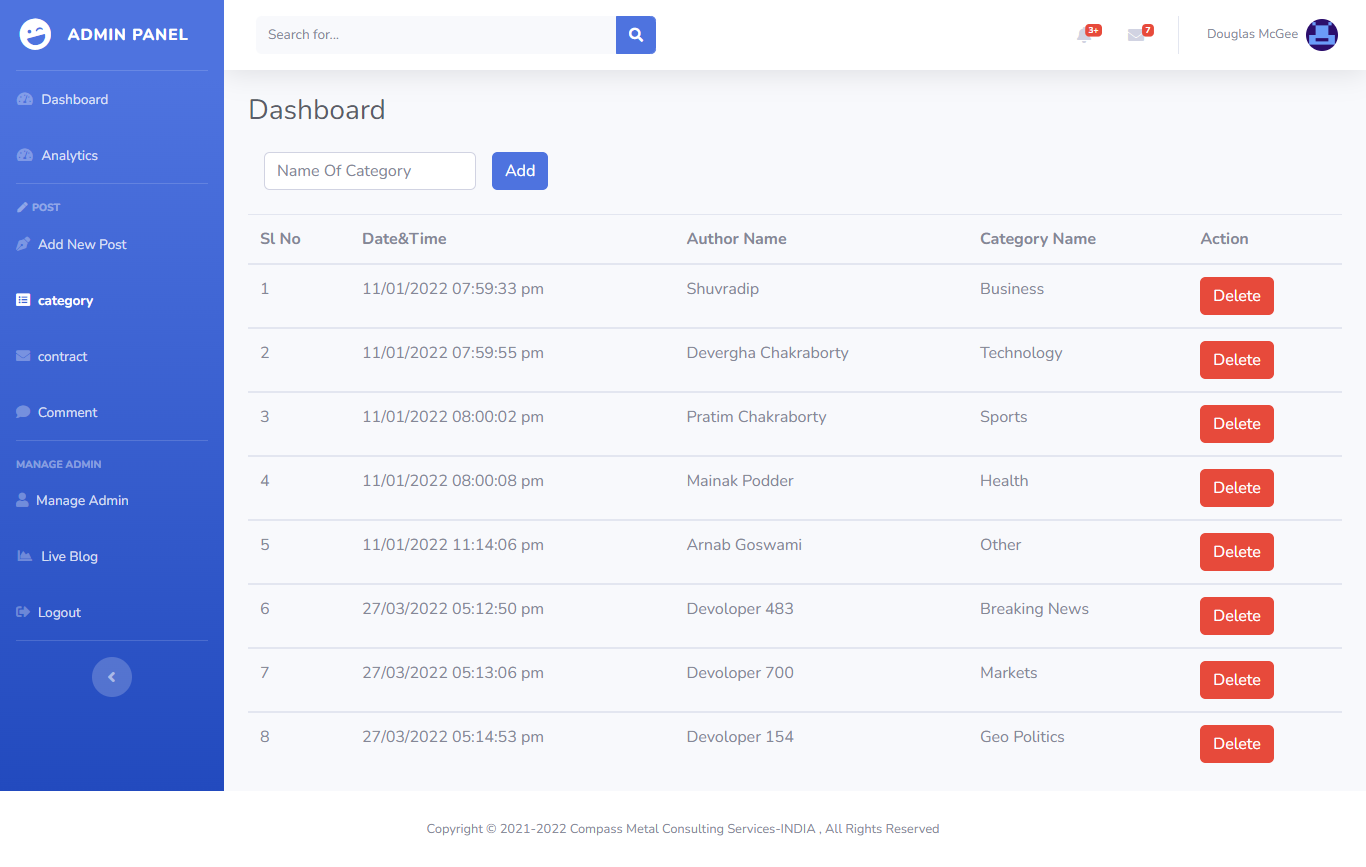 ADMIN PANEL
Search for...
3+
7
Douglas McGee
Dashboard
Analytics
POST
Add New Post
category
contract
Comment
MANAGE ADMIN
Manage Admin
Live Blog
Logout
Dashboard
Name Of Category
Add
Sl No Date&Time Author Name Category Name Action
1 11/01/2022 07:59:33 pm Shuvradip Business Delete
2 11/01/2022 07:59:55 pm Devergha Chakraborty Technology Delete
3 11/01/2022 08:00:02 pm Pratim Chakraborty Sports Delete
4 11/01/2022 08:00:08 pm Mainak Podder Health Delete
5 11/01/2022 11:14:06 pm Arnab Goswami Other Delete
6 27/03/2022 05:12:50 pm Devoloper 483 Breaking News Delete
7 27/03/2022 05:13:06 pm Devoloper 700 Markets Delete
8 27/03/2022 05:14:53 pm Devoloper 154 Geo Politics Delete
Copyright © 2021-2022 Compass Metal Consulting Services-INDIA , All Rights Reserved